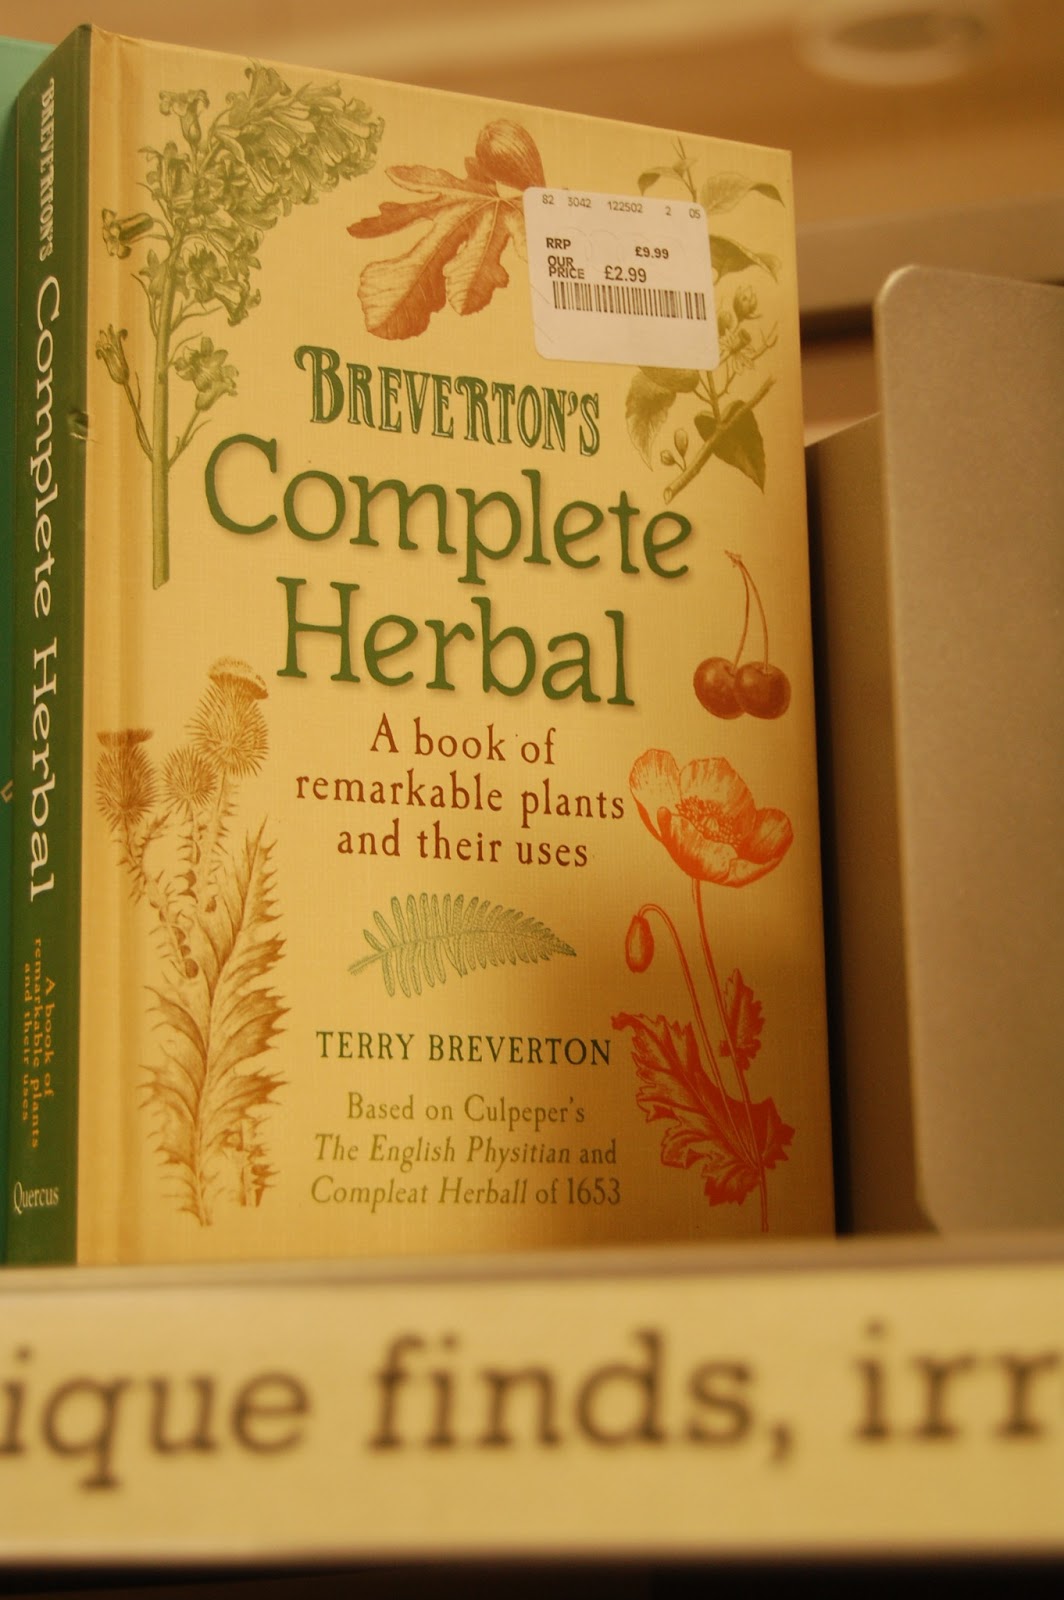 BREVERTON'S Complete Herbal
A book of
remarkable plants
and their uses
Quercus
82 3042 122502 2 05
RRP £9.99
OUR
PRICE £2.99
BREVERTON'S
Complete
Herbal
A book of
remarkable plants
and their uses
TERRY BREVERTON
Based on Culpeper's
The English Physitian and
Compleat Herball of 1653
ique finds, irr